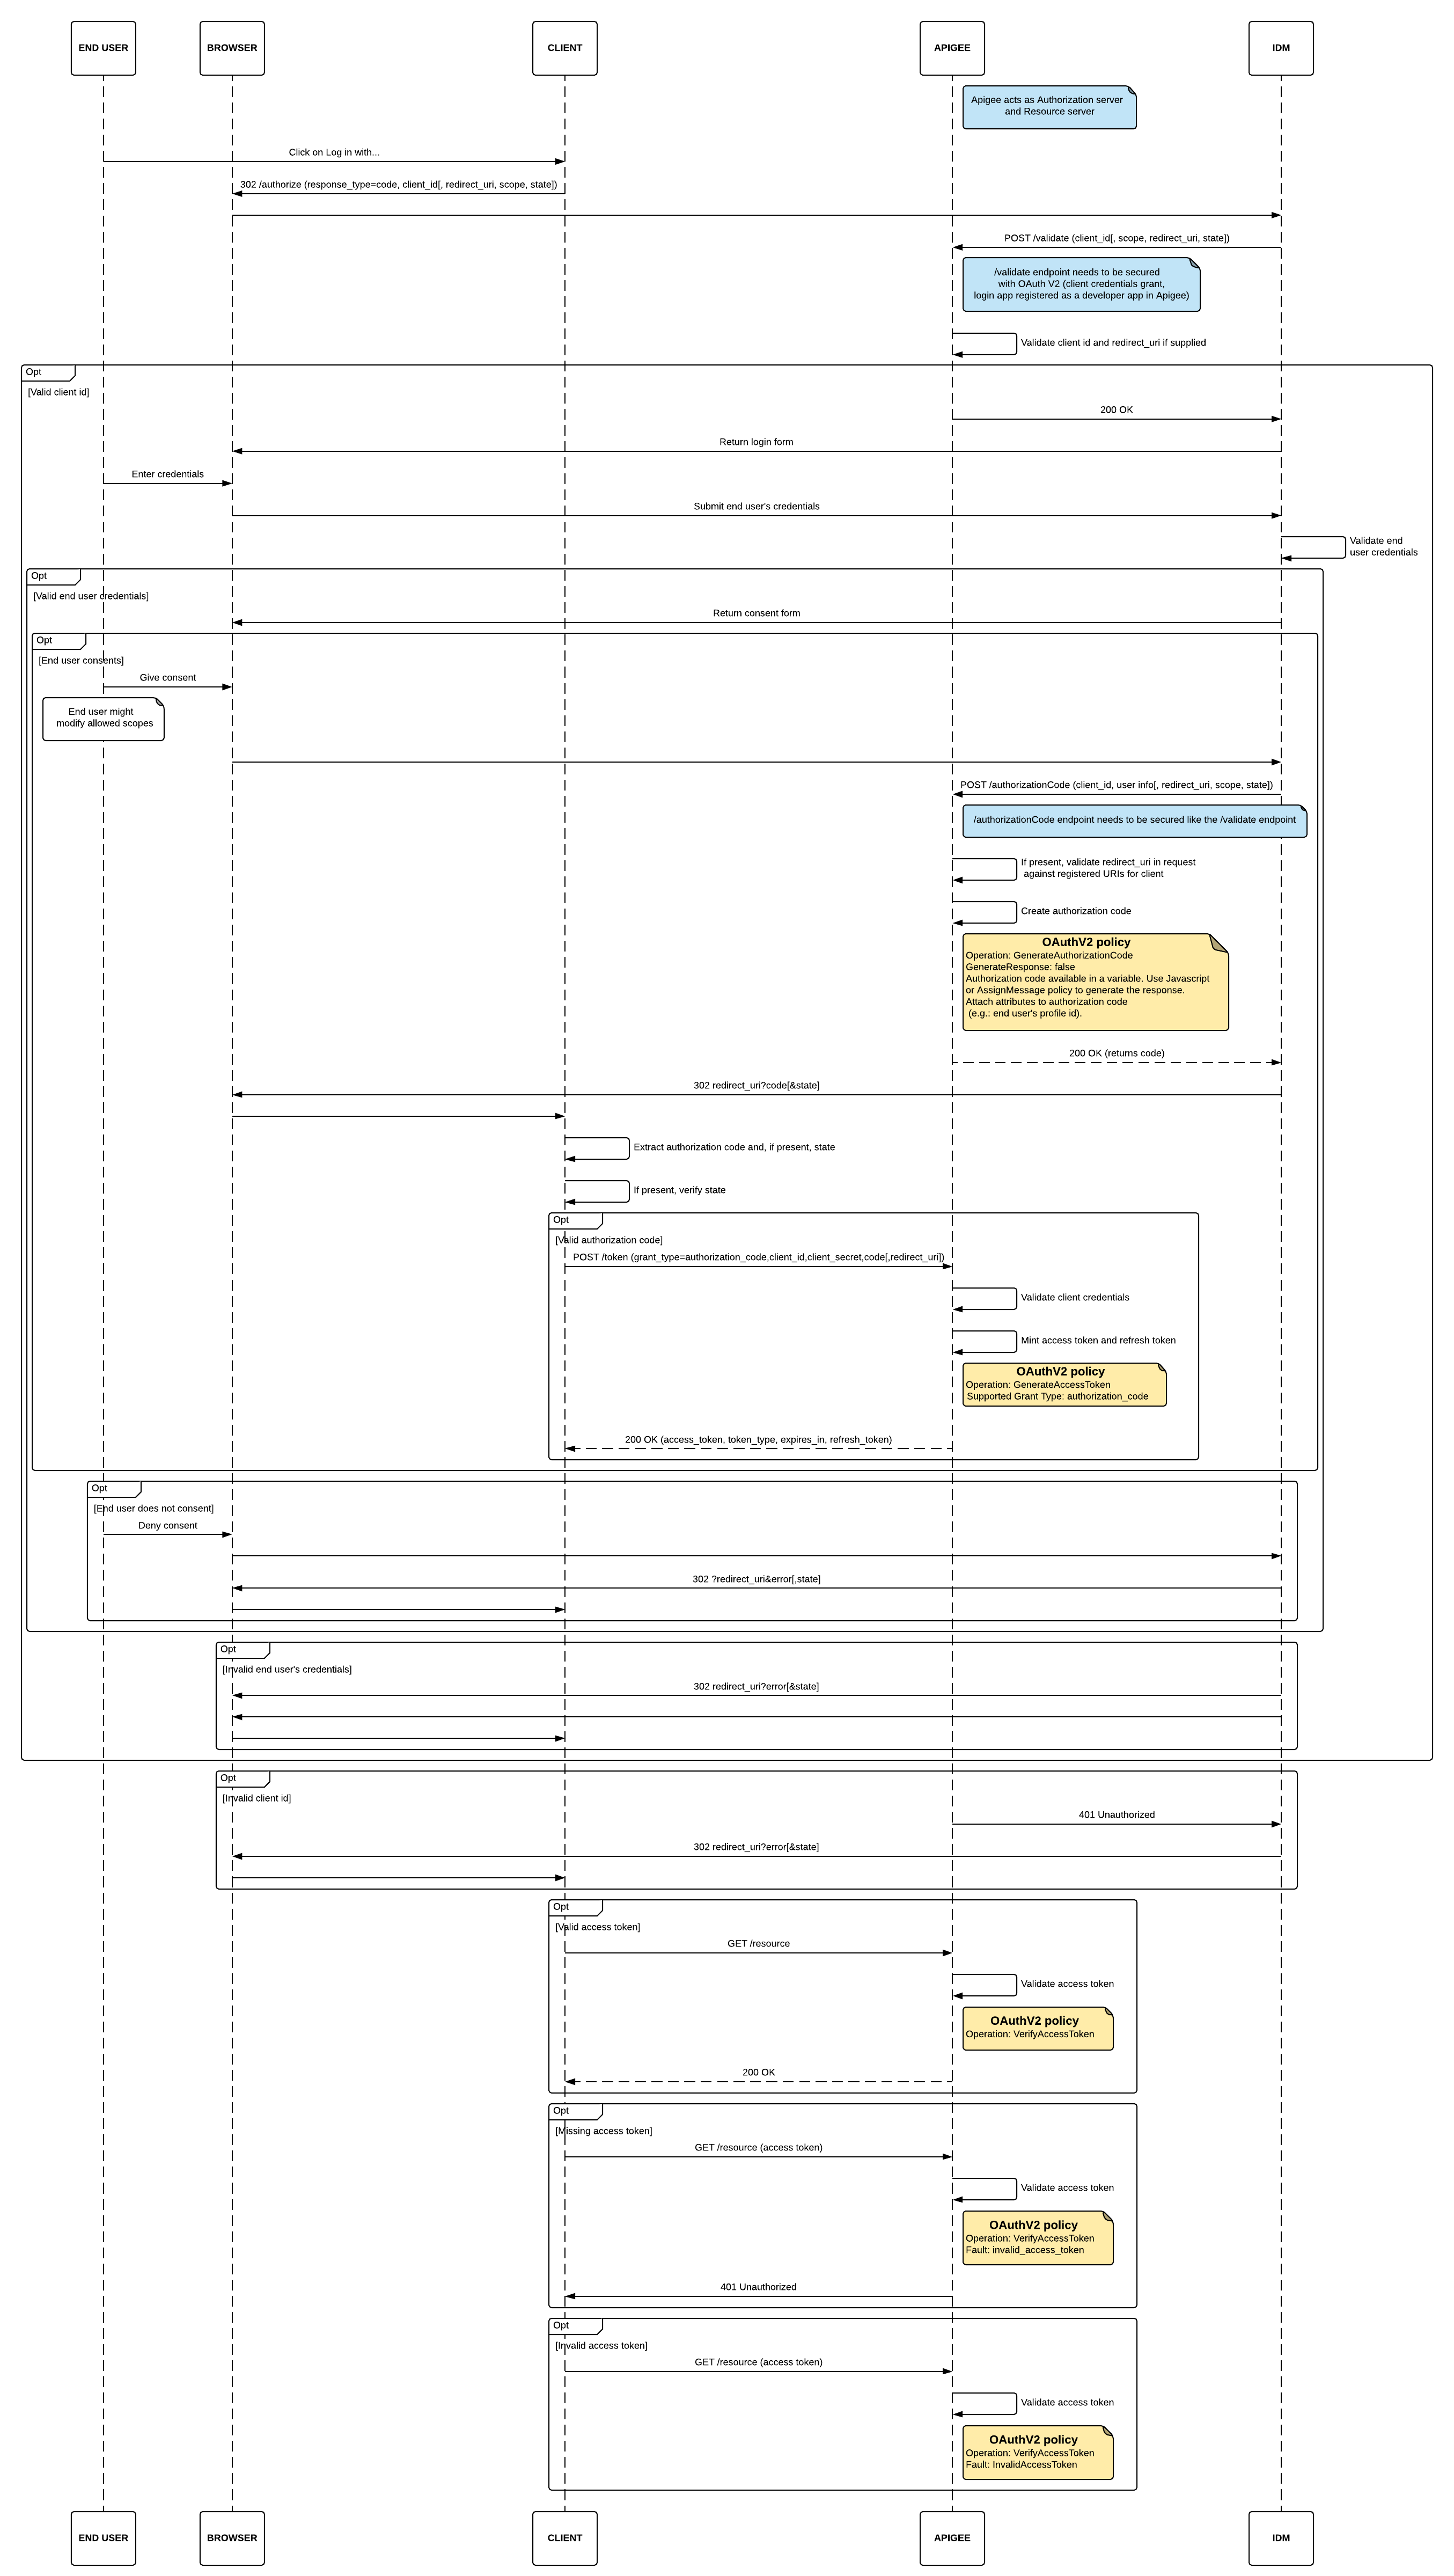 END USER
BROWSER
CLIENT
APIGEE
IDM
Apigee acts as Authorization server
and Resource server
Click on Log in with...
302 /authorize (response_type=code, client_id[, redirect_uri, scope, state])
POST /validate (client_id[, scope, redirect_uri, state])
/validate endpoint needs to be secured
with OAuth V2 (client credentials grant,
login app registered as a developer app in Apigee)
Validate client id and redirect_uri if supplied
Opt
[Valid client id]
200 OK
Return login form
Enter credentials
Submit end user's credentials
Validate end
user credentials
Opt
[Valid end user credentials]
Return consent form
Opt
[End user consents]
Give consent
End user might
modify allowed scopes
POST /authorizationCode (client_id, user info[, redirect_uri, scope, state])
/authorizationCode endpoint needs to be secured like the /validate endpoint
If present, validate redirect_uri in request
against registered URIs for client
Create authorization code
OAuthV2 policy
Operation: GenerateAuthorizationCode
GenerateResponse: false
Authorization code available in a variable. Use Javascript
or AssignMessage policy to generate the response.
Attach attributes to authorization code
(e.g.: end user's profile id).
200 OK (returns code)
302 redirect_uri?code[&state]
Extract authorization code and, if present, state
If present, verify state
Opt
[Valid authorization code]
POST /token (grant_type=authorization_code,client_id,client_secret,code[,redirect_uri])
Validate client credentials
Mint access token and refresh token
OAuthV2 policy
Operation: GenerateAccessToken
Supported Grant Type: authorization_code
200 OK (access_token, token_type, expires_in, refresh_token)
Opt
[End user does not consent]
Deny consent
302 ?redirect_uri&error[,state]
Opt
[Invalid end user's credentials]
302 redirect_uri?error[&state]
Opt
[Invalid client id]
401 Unauthorized
302 redirect_uri?error[&state]
Opt
[Valid access token]
GET /resource
Validate access token
OAuthV2 policy
Operation: VerifyAccessToken
200 OK
Opt
[Missing access token]
GET /resource (access token)
Validate access token
OAuthV2 policy
Operation: VerifyAccessToken
Fault: invalid_access_token
401 Unauthorized
Opt
[Invalid access token]
GET /resource (access token)
Validate access token
OAuthV2 policy
Operation: VerifyAccessToken
Fault: InvalidAccessToken
END USER
BROWSER
CLIENT
APIGEE
IDM